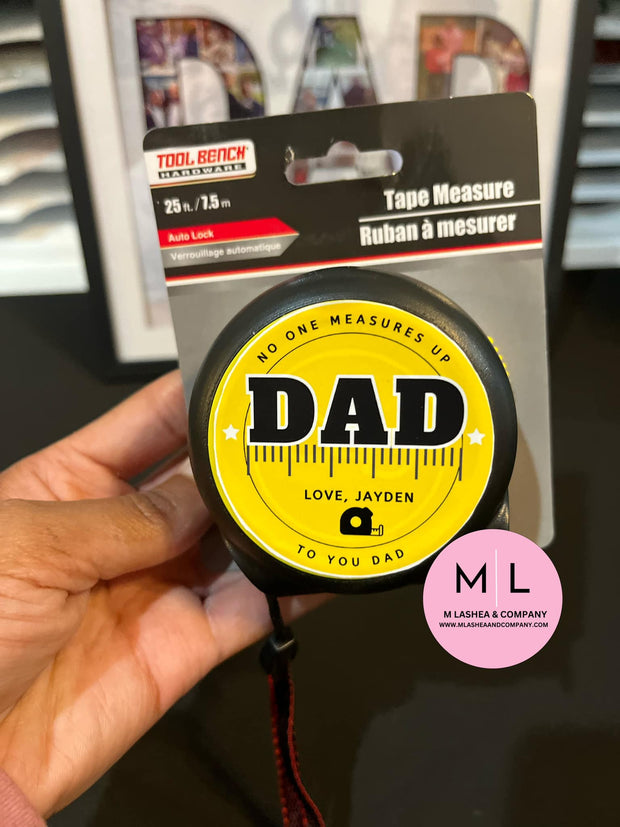 DAD
TOOL BENCH®
HARDWARE
25 ft. / 7.5 m
Auto Lock
Verrouillage automatique
Tape Measure
Ruban à mesurer
NO ONE MEASURES UP
DAD
LOVE, JAYDEN
TO YOU DAD
M | L
M LASHEA & COMPANY
WWW.MLASHEAANDCOMPANY.COM